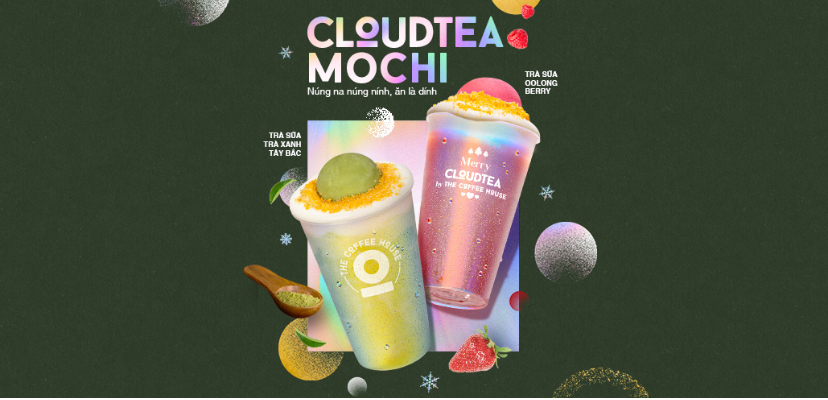 CLOUDTEA
MOCHI
Núng na núng nính, ăn là dính
TRÀ SỮA
OOLONG
BERRY
TRÀ SỮA
TRÀ XANH
TÂY BẮC
Merry
CLOUDTEA
by THE COFFEE HOUSE
THE COFFEE HOUSE